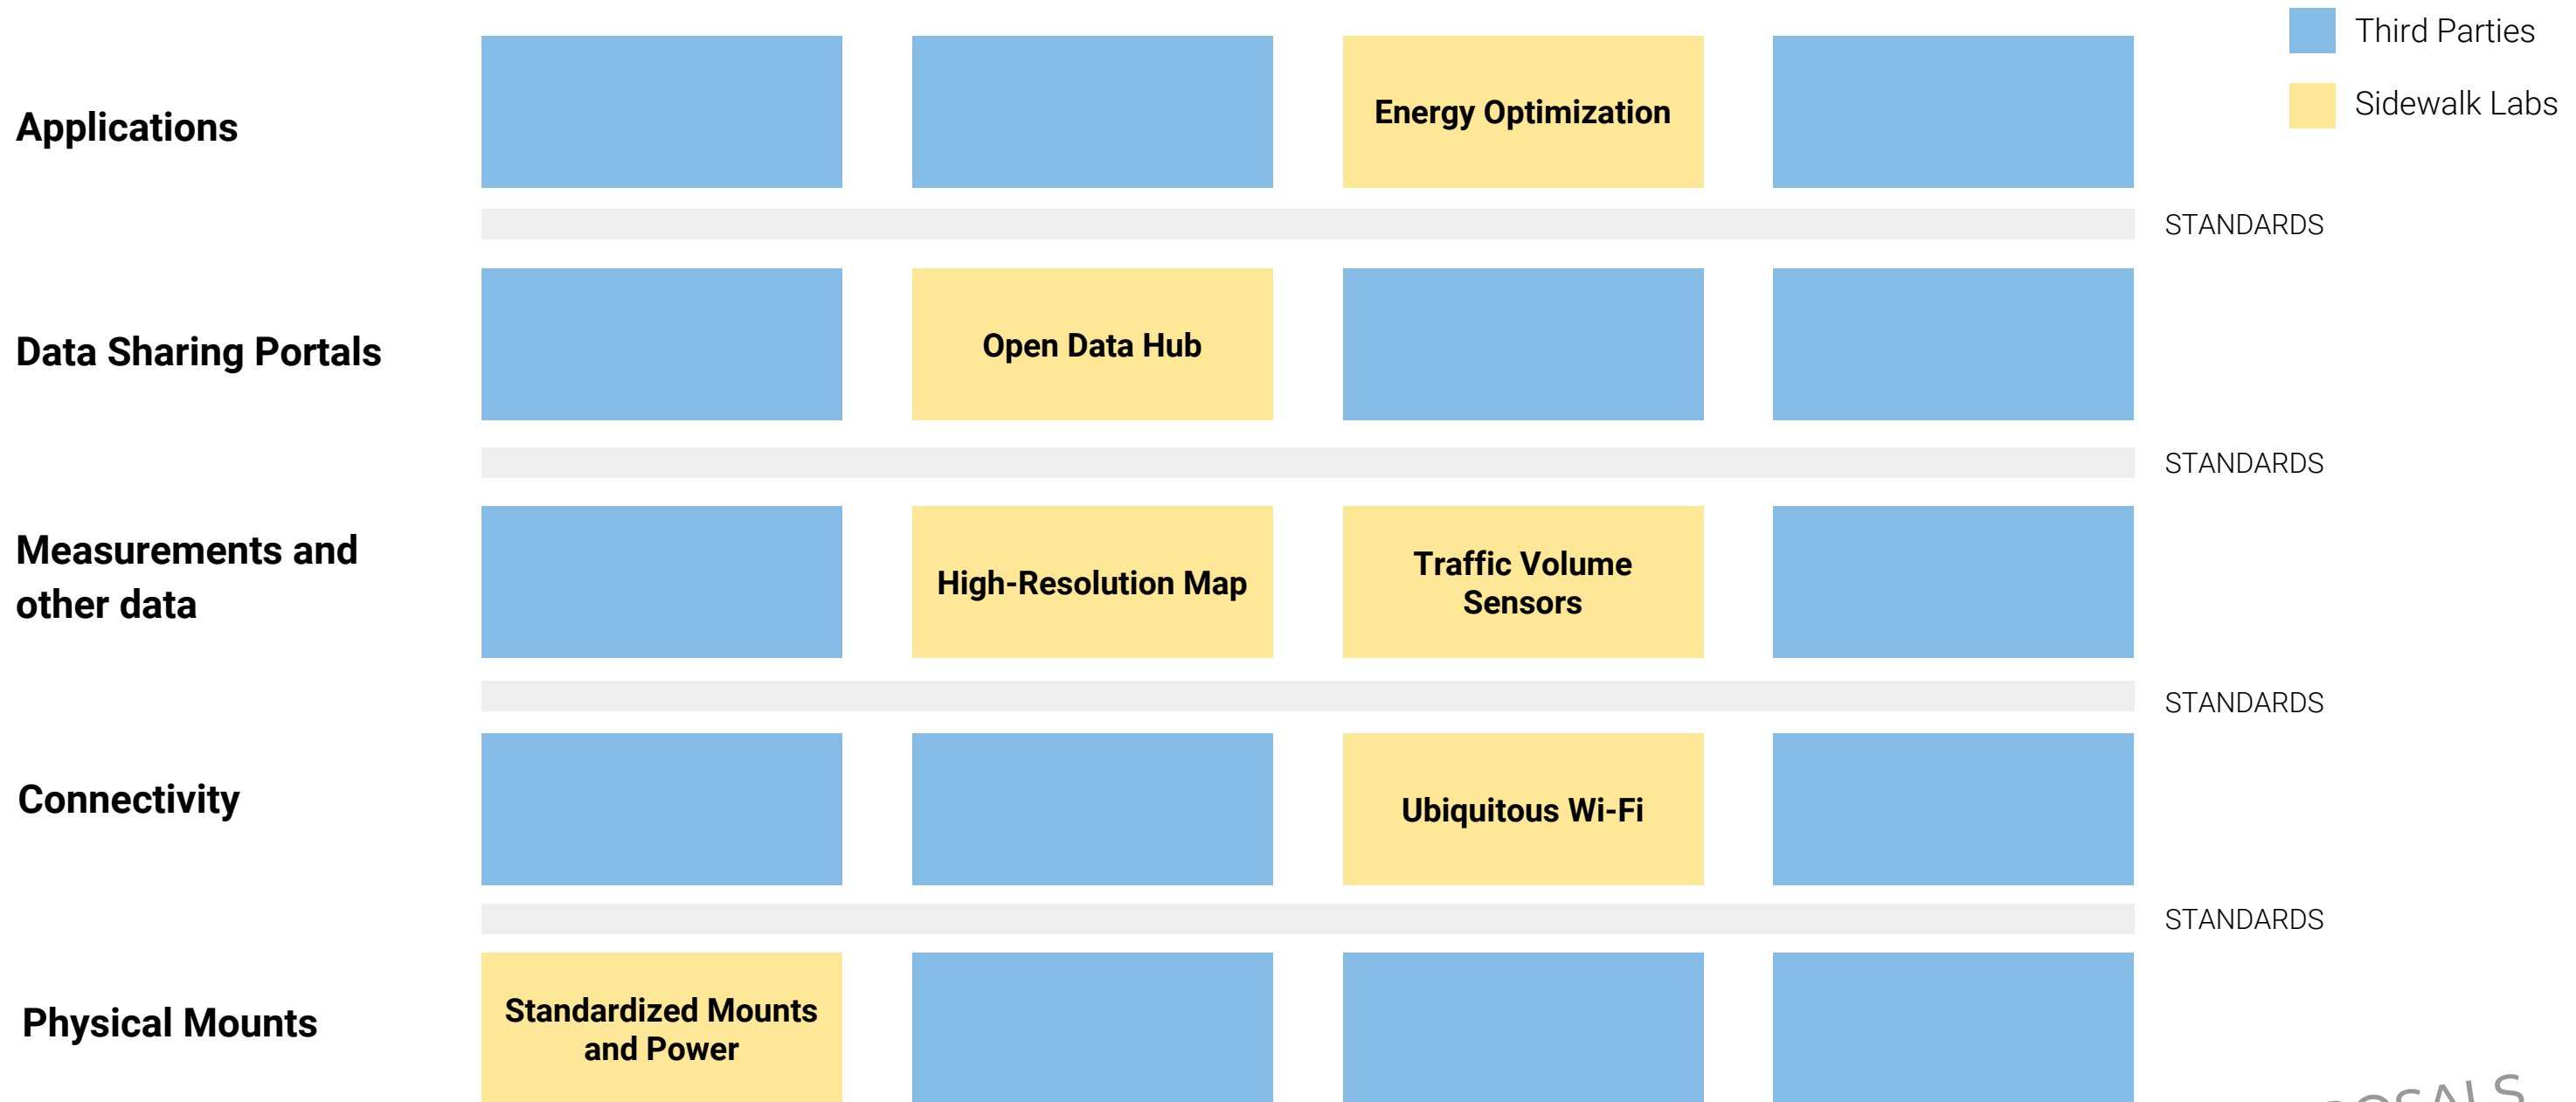 Third Parties
Sidewalk Labs
Applications
Energy Optimization
STANDARDS
Data Sharing Portals
Open Data Hub
STANDARDS
Measurements and
other data
High-Resolution Map
Traffic Volume
Sensors
STANDARDS
Connectivity
Ubiquitous Wi-Fi
STANDARDS
Physical Mounts
Standardized Mounts
and Power